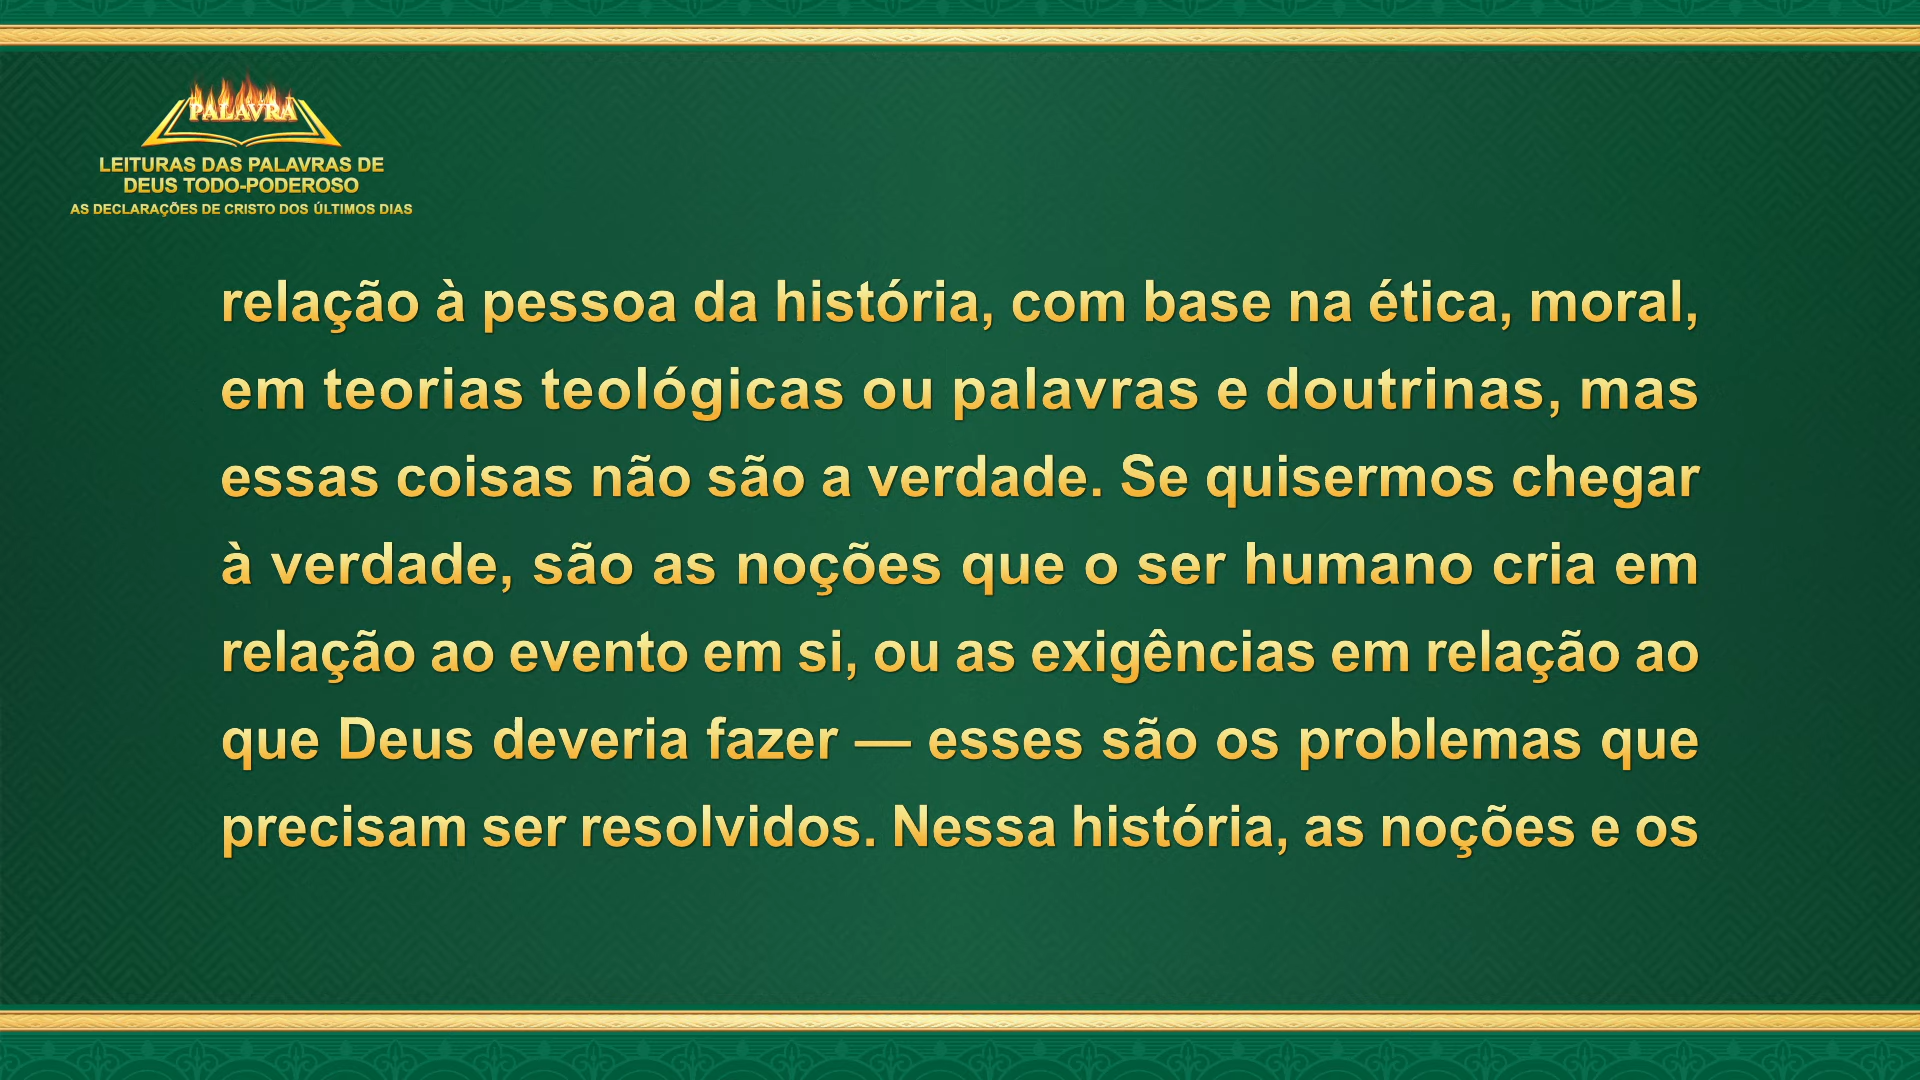 PALAVRA
LEITURAS DAS PALAVRAS DE
DEUS TODO-PODEROSO
AS DECLARAÇÕES DE CRISTO DOS ÚLTIMOS DIAS
relação à pessoa da história, com base na ética, moral,
em teorias teológicas ou palavras e doutrinas, mas
essas coisas não são a verdade. Se quisermos chegar
à verdade, são as noções que o ser humano cria em
relação ao evento em si, ou as exigências em relação ao
que Deus deveria fazer — esses são os problemas que
precisam ser resolvidos. Nessa história, as noções e os